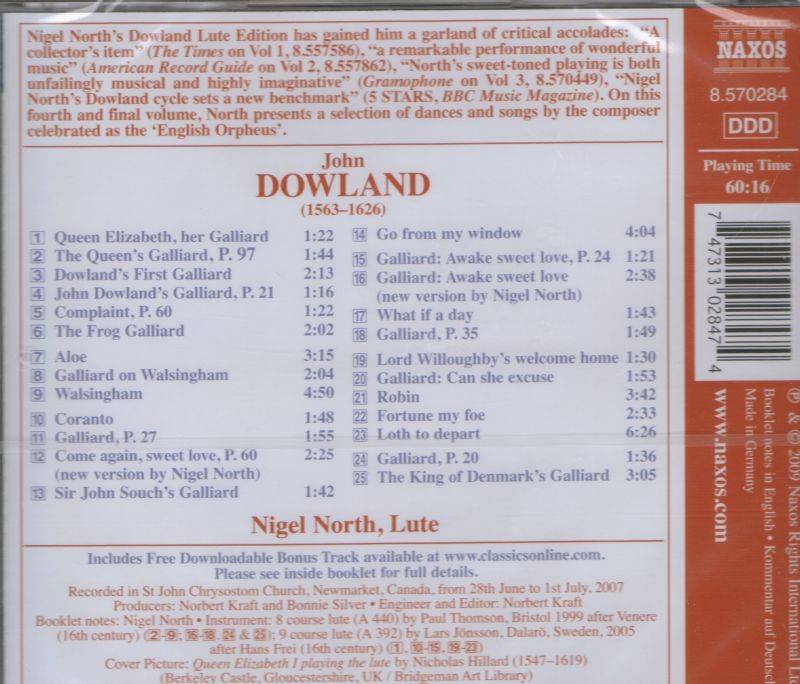 Nigel North's Dowland Lute Edition has gained him a garland of critical accolades: "A
collector's item" (The Times on Vol 1, 8.557586), "a remarkable performance of wonderful
music" (American Record Guide on Vol 2, 8.557862), "North's sweet-toned playing is both
unfailingly musical and highly imaginative" (Gramophone on Vol 3, 8.570449), "Nigel
North's Dowland cycle sets a new benchmark" (5 STARS, BBC Music Magazine). On this
fourth and final volume, North presents a selection of dances and songs by the composer
celebrated as the 'English Orpheus'.
John
DOWLAND
(1563–1626)
1 Queen Elizabeth, her Galliard 1:22
2 The Queen's Galliard, P. 97 1:44
3 Dowland's First Galliard 2:13
4 John Dowland's Galliard, P. 21 1:16
5 Complaint, P. 60 1:22
6 The Frog Galliard 2:02
7 Aloe 3:15
8 Galliard on Walsingham 2:04
9 Walsingham 4:50
10 Coranto 1:48
11 Galliard, P. 27 1:55
12 Come again, sweet love, P. 60 2:25
(new version by Nigel North)
13 Sir John Souch's Galliard 1:42
14 Go from my window 4:04
15 Galliard: Awake sweet love, P. 24 1:21
16 Galliard: Awake sweet love 2:38
(new version by Nigel North)
17 What if a day 1:43
18 Galliard, P. 35 1:49
19 Lord Willoughby's welcome home 1:30
20 Galliard: Can she excuse 1:53
21 Robin 3:42
22 Fortune my foe 2:33
23 Loth to depart 6:26
24 Galliard, P. 20 1:36
25 The King of Denmark's Galliard 3:05
Nigel North, Lute
Includes Free Downloadable Bonus Track available at www.classicsonline.com.
Please see inside booklet for full details.
Recorded in St John Chrysostom Church, Newmarket, Canada, from 28th June to 1st July, 2007
Producers: Norbert Kraft and Bonnie Silver • Engineer and Editor: Norbert Kraft
Booklet notes: Nigel North • Instrument: 8 course lute (A 440) by Paul Thomson, Bristol 1999 after Venere
(16th century) (2-9; 16-18, 24 & 25); 9 course lute (A 392) by Lars Jönsson, Dalarö, Sweden, 2005
after Hans Frei (16th century) (1, 10-15, 19-23)
Cover Picture: Queen Elizabeth I playing the lute by Nicholas Hillard (1547–1619)
(Berkeley Castle, Gloucestershire, UK / Bridgeman Art Library)
NAXOS
8.570284
DDD
Playing Time
60:16
7 47313 02847 4
℗ & © 2009 Naxos Rights International Lt
Booklet notes in English • Kommentar auf Deutsc
Made in Germany
www.naxos.com